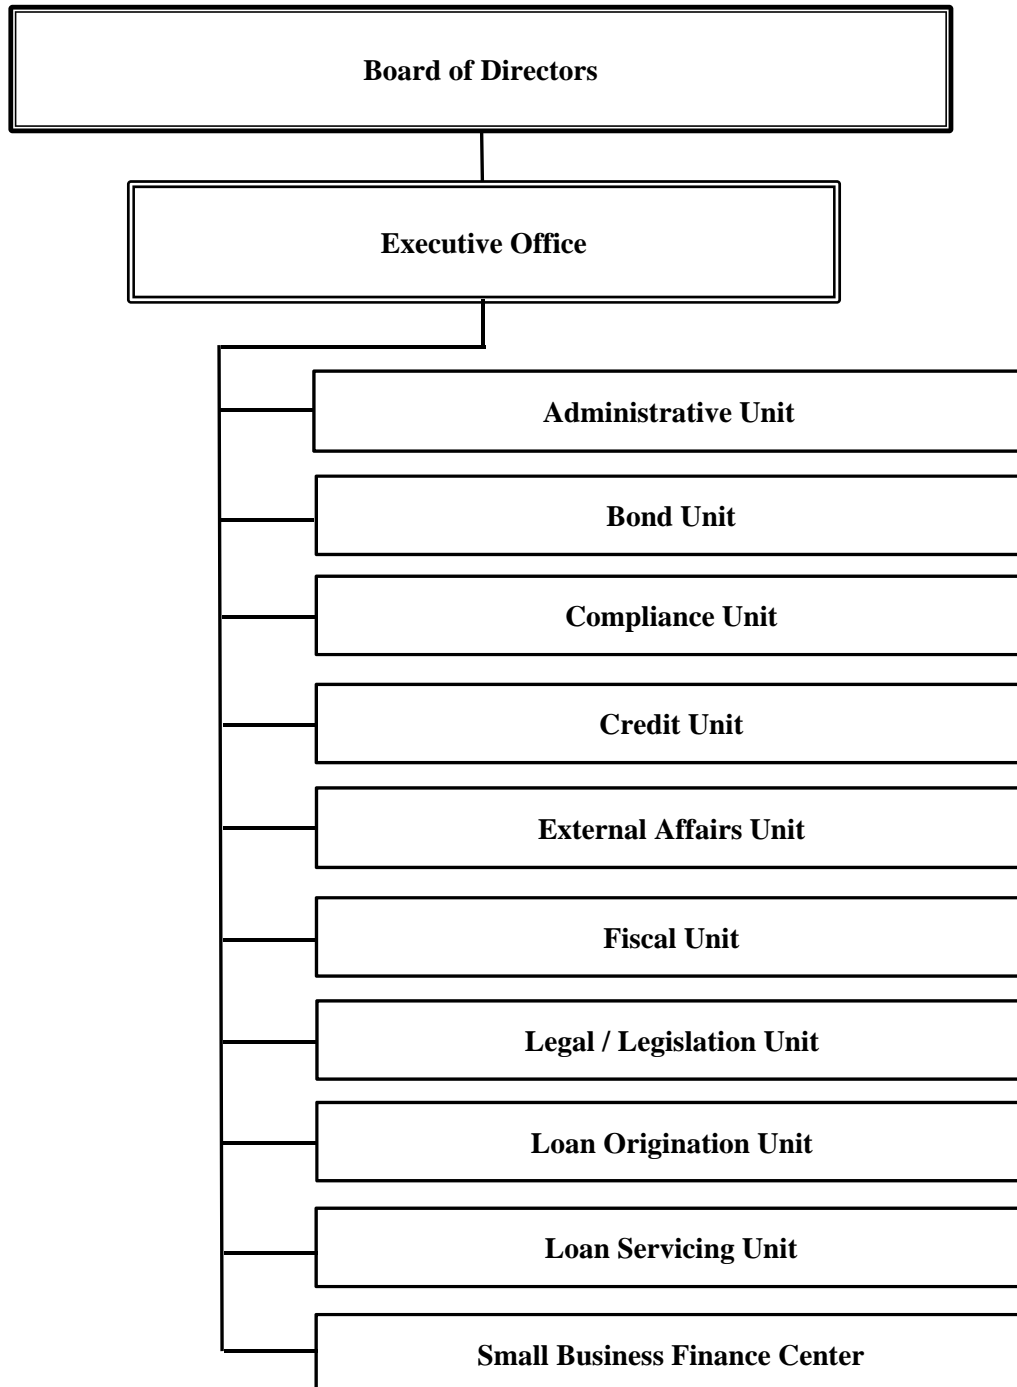 Board of Directors
Executive Office
Administrative Unit
Bond Unit
Compliance Unit
Credit Unit
External Affairs Unit
Fiscal Unit
Legal / Legislation Unit
Loan Origination Unit
Loan Servicing Unit
Small Business Finance Center